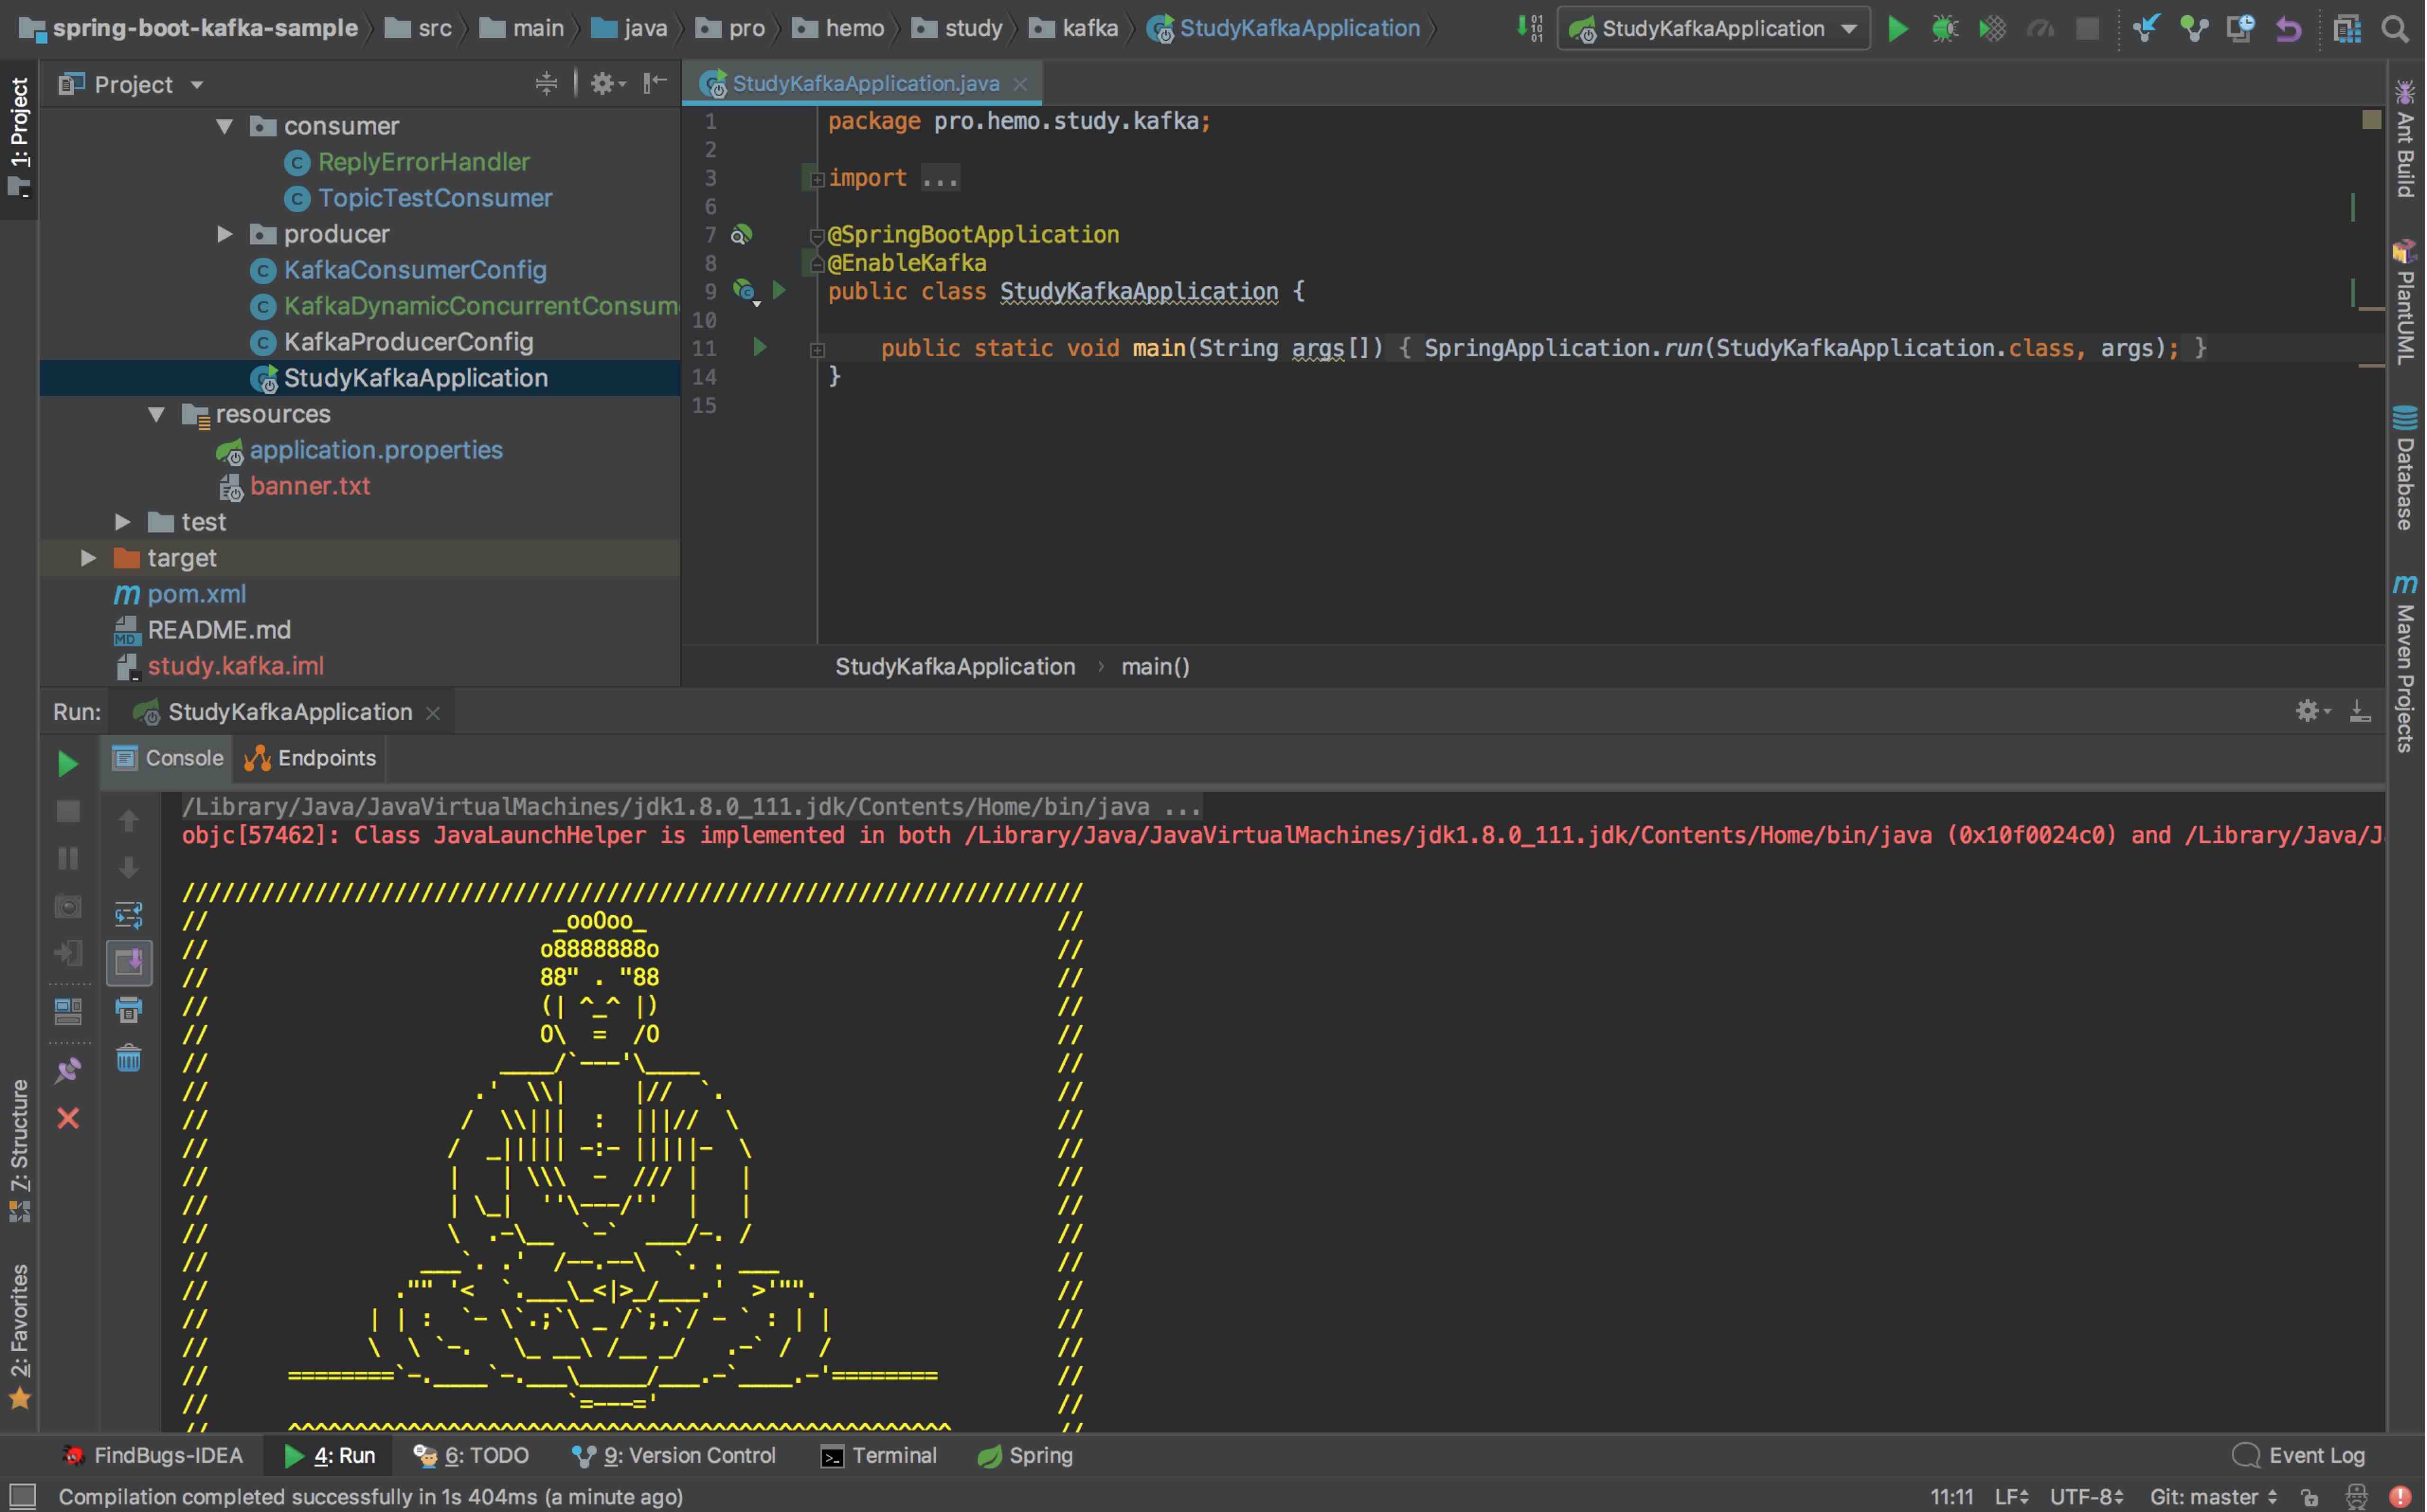 spring-boot-kafka-sample src main java pro hemo study kafka StudyKafkaApplication StudyKafkaApplication
1: Project
Project
consumer
ReplyErrorHandler
TopicTestConsumer
producer
KafkaConsumerConfig
KafkaDynamicConcurrentConsum
KafkaProducerConfig
StudyKafkaApplication
resources
application.properties
banner.txt
test
target
pom.xml
README.md
study.kafka.iml
StudyKafkaApplication.java
1 package pro.hemo.study.kafka;
2
3 import ...
6
7 @SpringBootApplication
8 @EnableKafka
9 public class StudyKafkaApplication {
10
11 public static void main(String args[]) { SpringApplication.run(StudyKafkaApplication.class, args); }
14 }
15
StudyKafkaApplication › main()
Ant Build
PlantUML
Database
Maven Projects
Run: StudyKafkaApplication
Console Endpoints
/Library/Java/JavaVirtualMachines/jdk1.8.0_111.jdk/Contents/Home/bin/java ...
objc[57462]: Class JavaLaunchHelper is implemented in both /Library/Java/JavaVirtualMachines/jdk1.8.0_111.jdk/Contents/Home/bin/java (0x10f0024c0) and /Library/Java/J
////////////////////////////////////////////////////////////////////
//                          _ooOoo_                               //
//                         o8888888o                              //
//                         88" . "88                              //
//                         (| ^_^ |)                              //
//                         O\  =  /O                              //
//                      ____/`---'\____                           //
//                    .'  \\|     |//  `.                         //
//                   /  \\|||  :  |||//  \                        //
//                  /  _||||| -:- |||||-  \                       //
//                  |   | \\\  -  /// |   |                       //
//                  | \_|  ''\---/''  |   |                       //
//                  \  .-\__  `-`  ___/-. /                       //
//                ___`. .'  /--.--\  `. . ___                     //
//              ."" '<  `.___\_<|>_/___.'  >'"".                  //
//            | | :  `- \`.;`\ _ /`;.`/ - ` : | |                 //
//            \  \ `-.   \_ __\ /__ _/   .-` /  /                 //
//      ========`-.____`-.___\_____/___.-`____.-'========         //
//                           `=---='                              //
//      ^^^^^^^^^^^^^^^^^^^^^^^^^^^^^^^^^^^^^^^^^^^^^^^^^^        //
7: Structure
2: Favorites
FindBugs-IDEA 4: Run 6: TODO 9: Version Control Terminal Spring Event Log
Compilation completed successfully in 1s 404ms (a minute ago) 11:11 LF UTF-8 Git: master